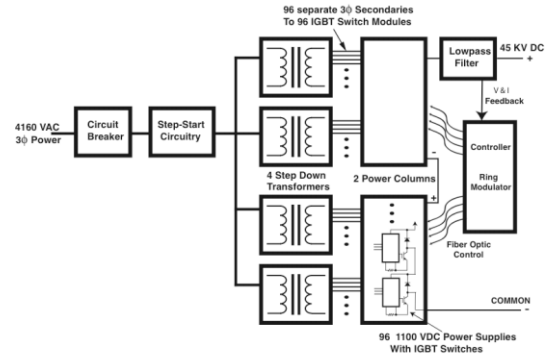 96 separate 3ϕ Secondaries
To 96 IGBT Switch Modules
Lowpass
Filter
45 KV DC
+
V & I
Feedback
4160 VAC
3ϕ Power
Circuit
Breaker
Step-Start
Circuitry
Controller
Ring
Modulator
4 Step Down
Transformers
2 Power Columns
-
+
Fiber Optic
Control
COMMON
-
96 1100 VDC Power Supplies
With IGBT Switches